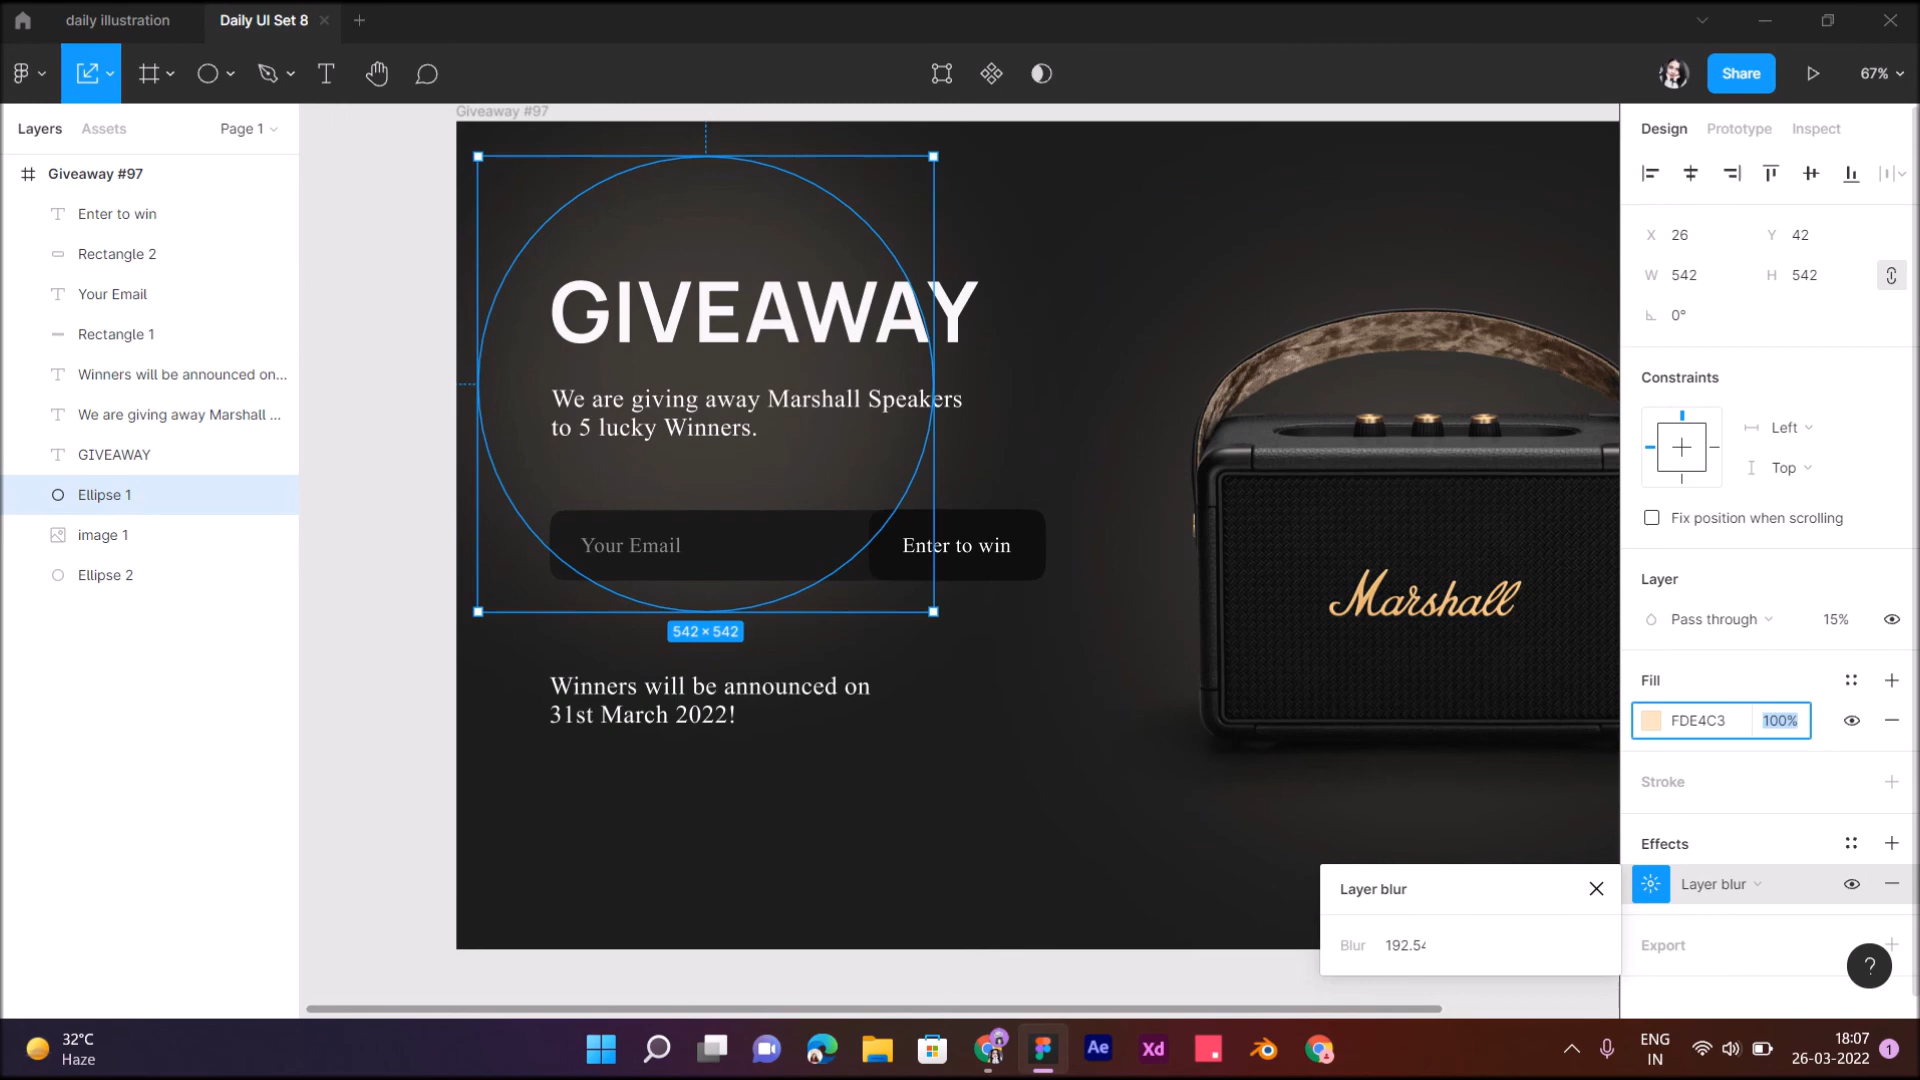 daily illustration
Daily UI Set 8
Share
67%
Layers
Assets
Page 1
Giveaway #97
Enter to win
Rectangle 2
Your Email
Rectangle 1
Winners will be announced on...
We are giving away Marshall ...
GIVEAWAY
Ellipse 1
image 1
Ellipse 2
Giveaway #97
GIVEAWAY
We are giving away Marshall Speakers
to 5 lucky Winners.
Your Email
Enter to win
542 × 542
Winners will be announced on
31st March 2022!
Marshall
Design
Prototype
Inspect
X 26
Y 42
W 542
H 542
0°
Constraints
Left
Top
Fix position when scrolling
Layer
Pass through
15%
Fill
FDE4C3
100%
Stroke
Effects
Layer blur
Export
Layer blur
Blur
192.54
?
32°C
Haze
Ae
Xd
ENG
IN
18:07
26-03-2022
1